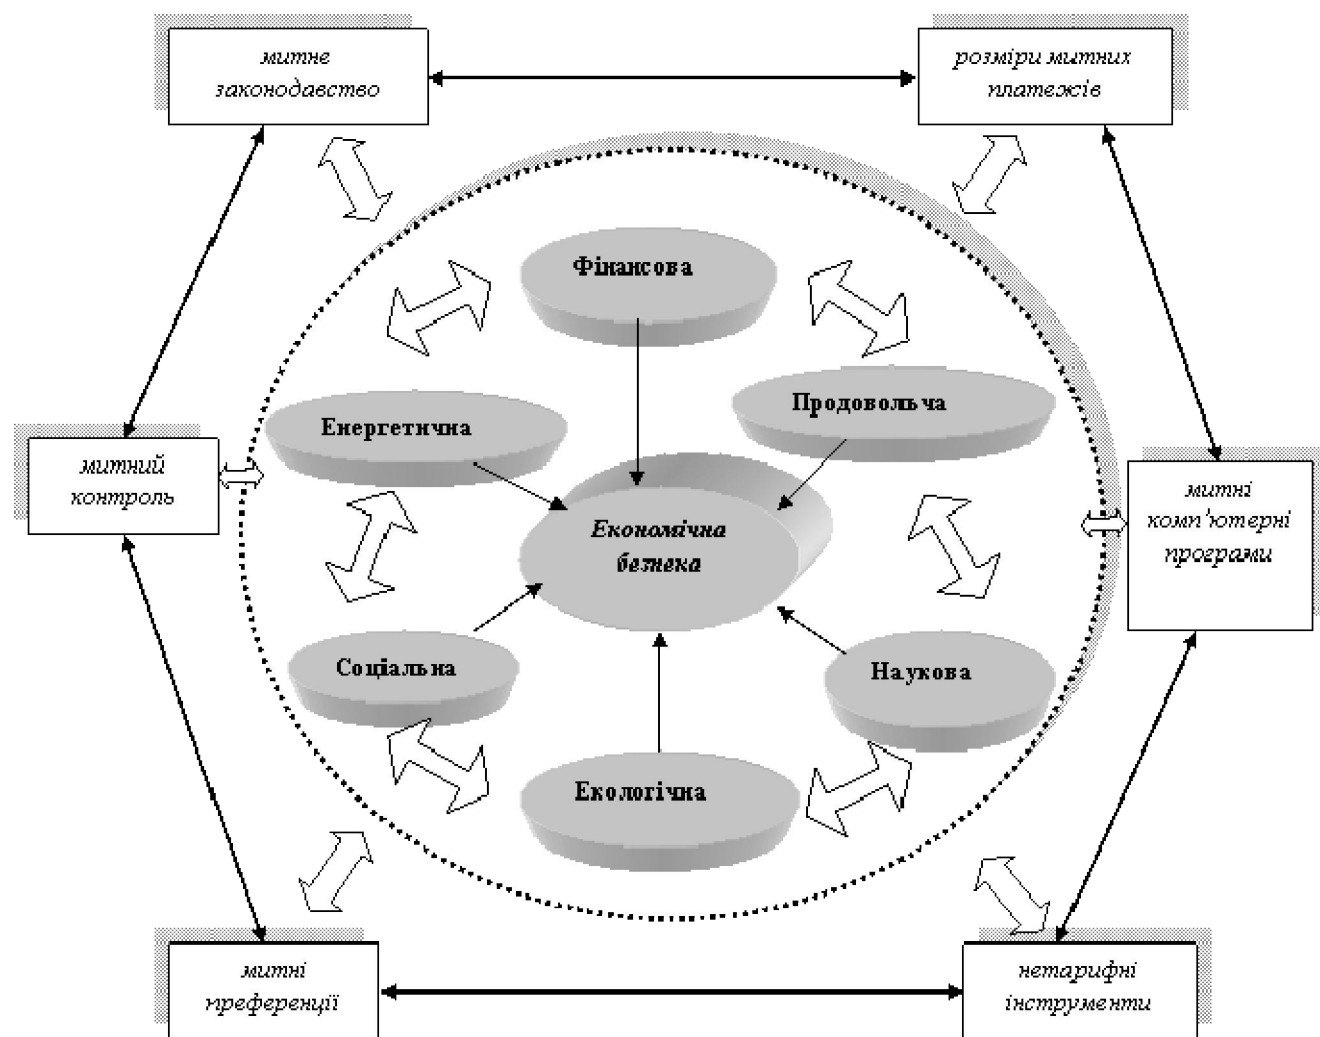 митне
законодавство
розміри митних
платежів
Фінансова
Енергетична
Продовольча
митний
контроль
Економічна
безпека
митні
комп'ютерні
програми
Соціальна
Наукова
Екологічна
митні
преференції
нетарифні
інструменти